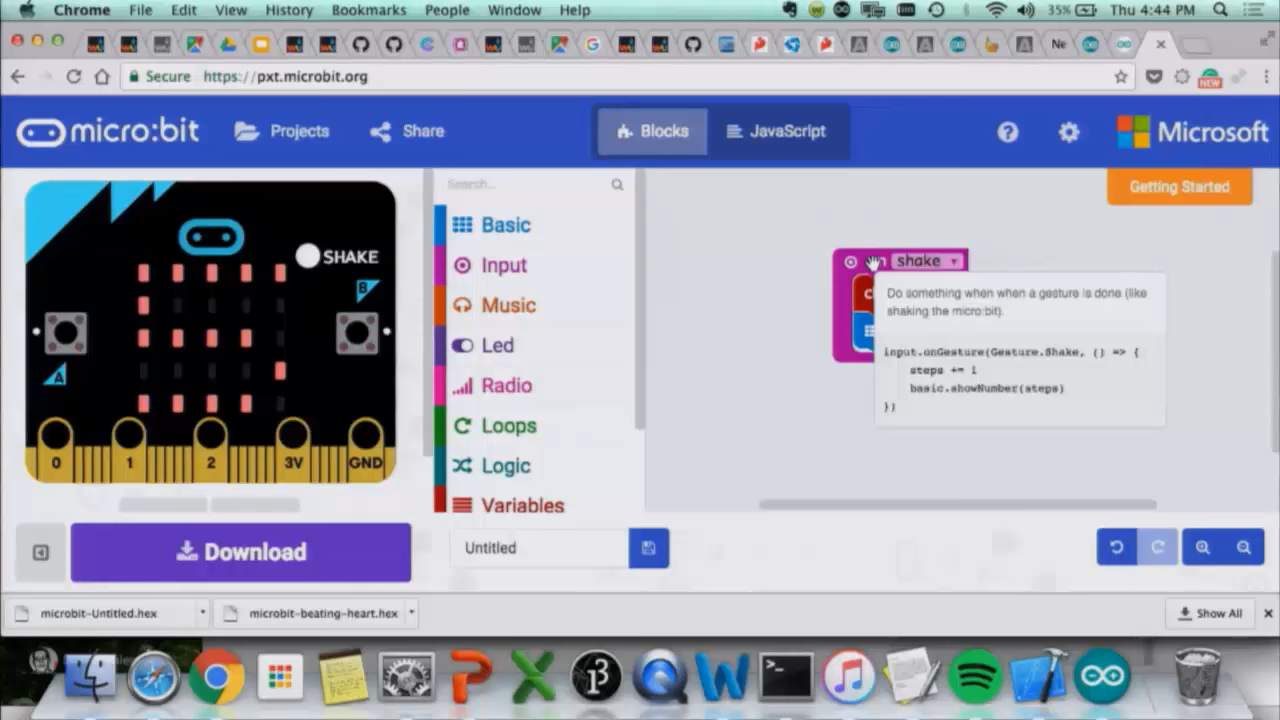 Chrome File Edit View History Bookmarks People Window Help 35% Thu 4:44 PM
Ne
Secure https://pxt.microbit.org
NEW
micro:bit Projects Share Blocks JavaScript Microsoft
Getting Started
Search...
SHAKE
B
A
0 1 2 3V GND
Basic
Input
Music
Led
Radio
Loops
Logic
Variables
shake
Do something when when a gesture is done (like
shaking the micro:bit).
input.onGesture(Gesture.Shake, () => {
steps += 1
basic.showNumber(steps)
})
Download
Untitled
microbit-Untitled.hex
microbit-beating-heart.hex
Show All